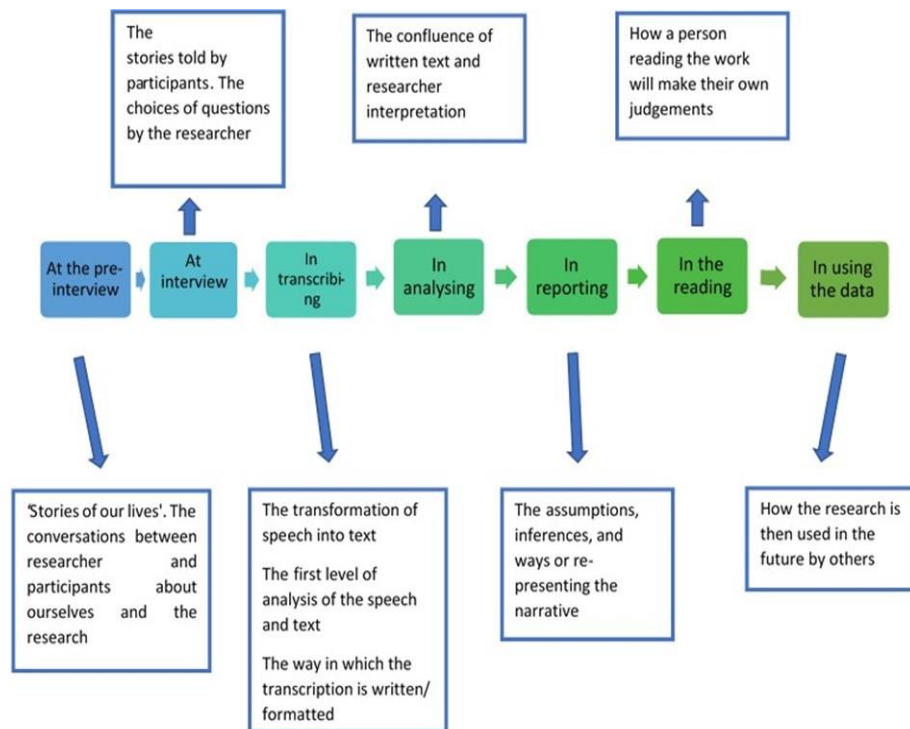 The
stories told by
participants. The
choices of questions
by the researcher
The confluence of
written text and
researcher
interpretation
How a person
reading the work
will make their own
judgements
At the pre-
interview
At
interview
In
transcrib-
ing
In
analysing
In
reporting
In the
reading
In using
the data
'Stories of our lives'. The
conversations between
researcher and
participants about
ourselves and the
research
The transformation of
speech into text
The first level of
analysis of the speech
and text
The way in which the
transcription is written/
formatted
The assumptions,
inferences, and
ways or re-
presenting the
narrative
How the research is
then used in the
future by others